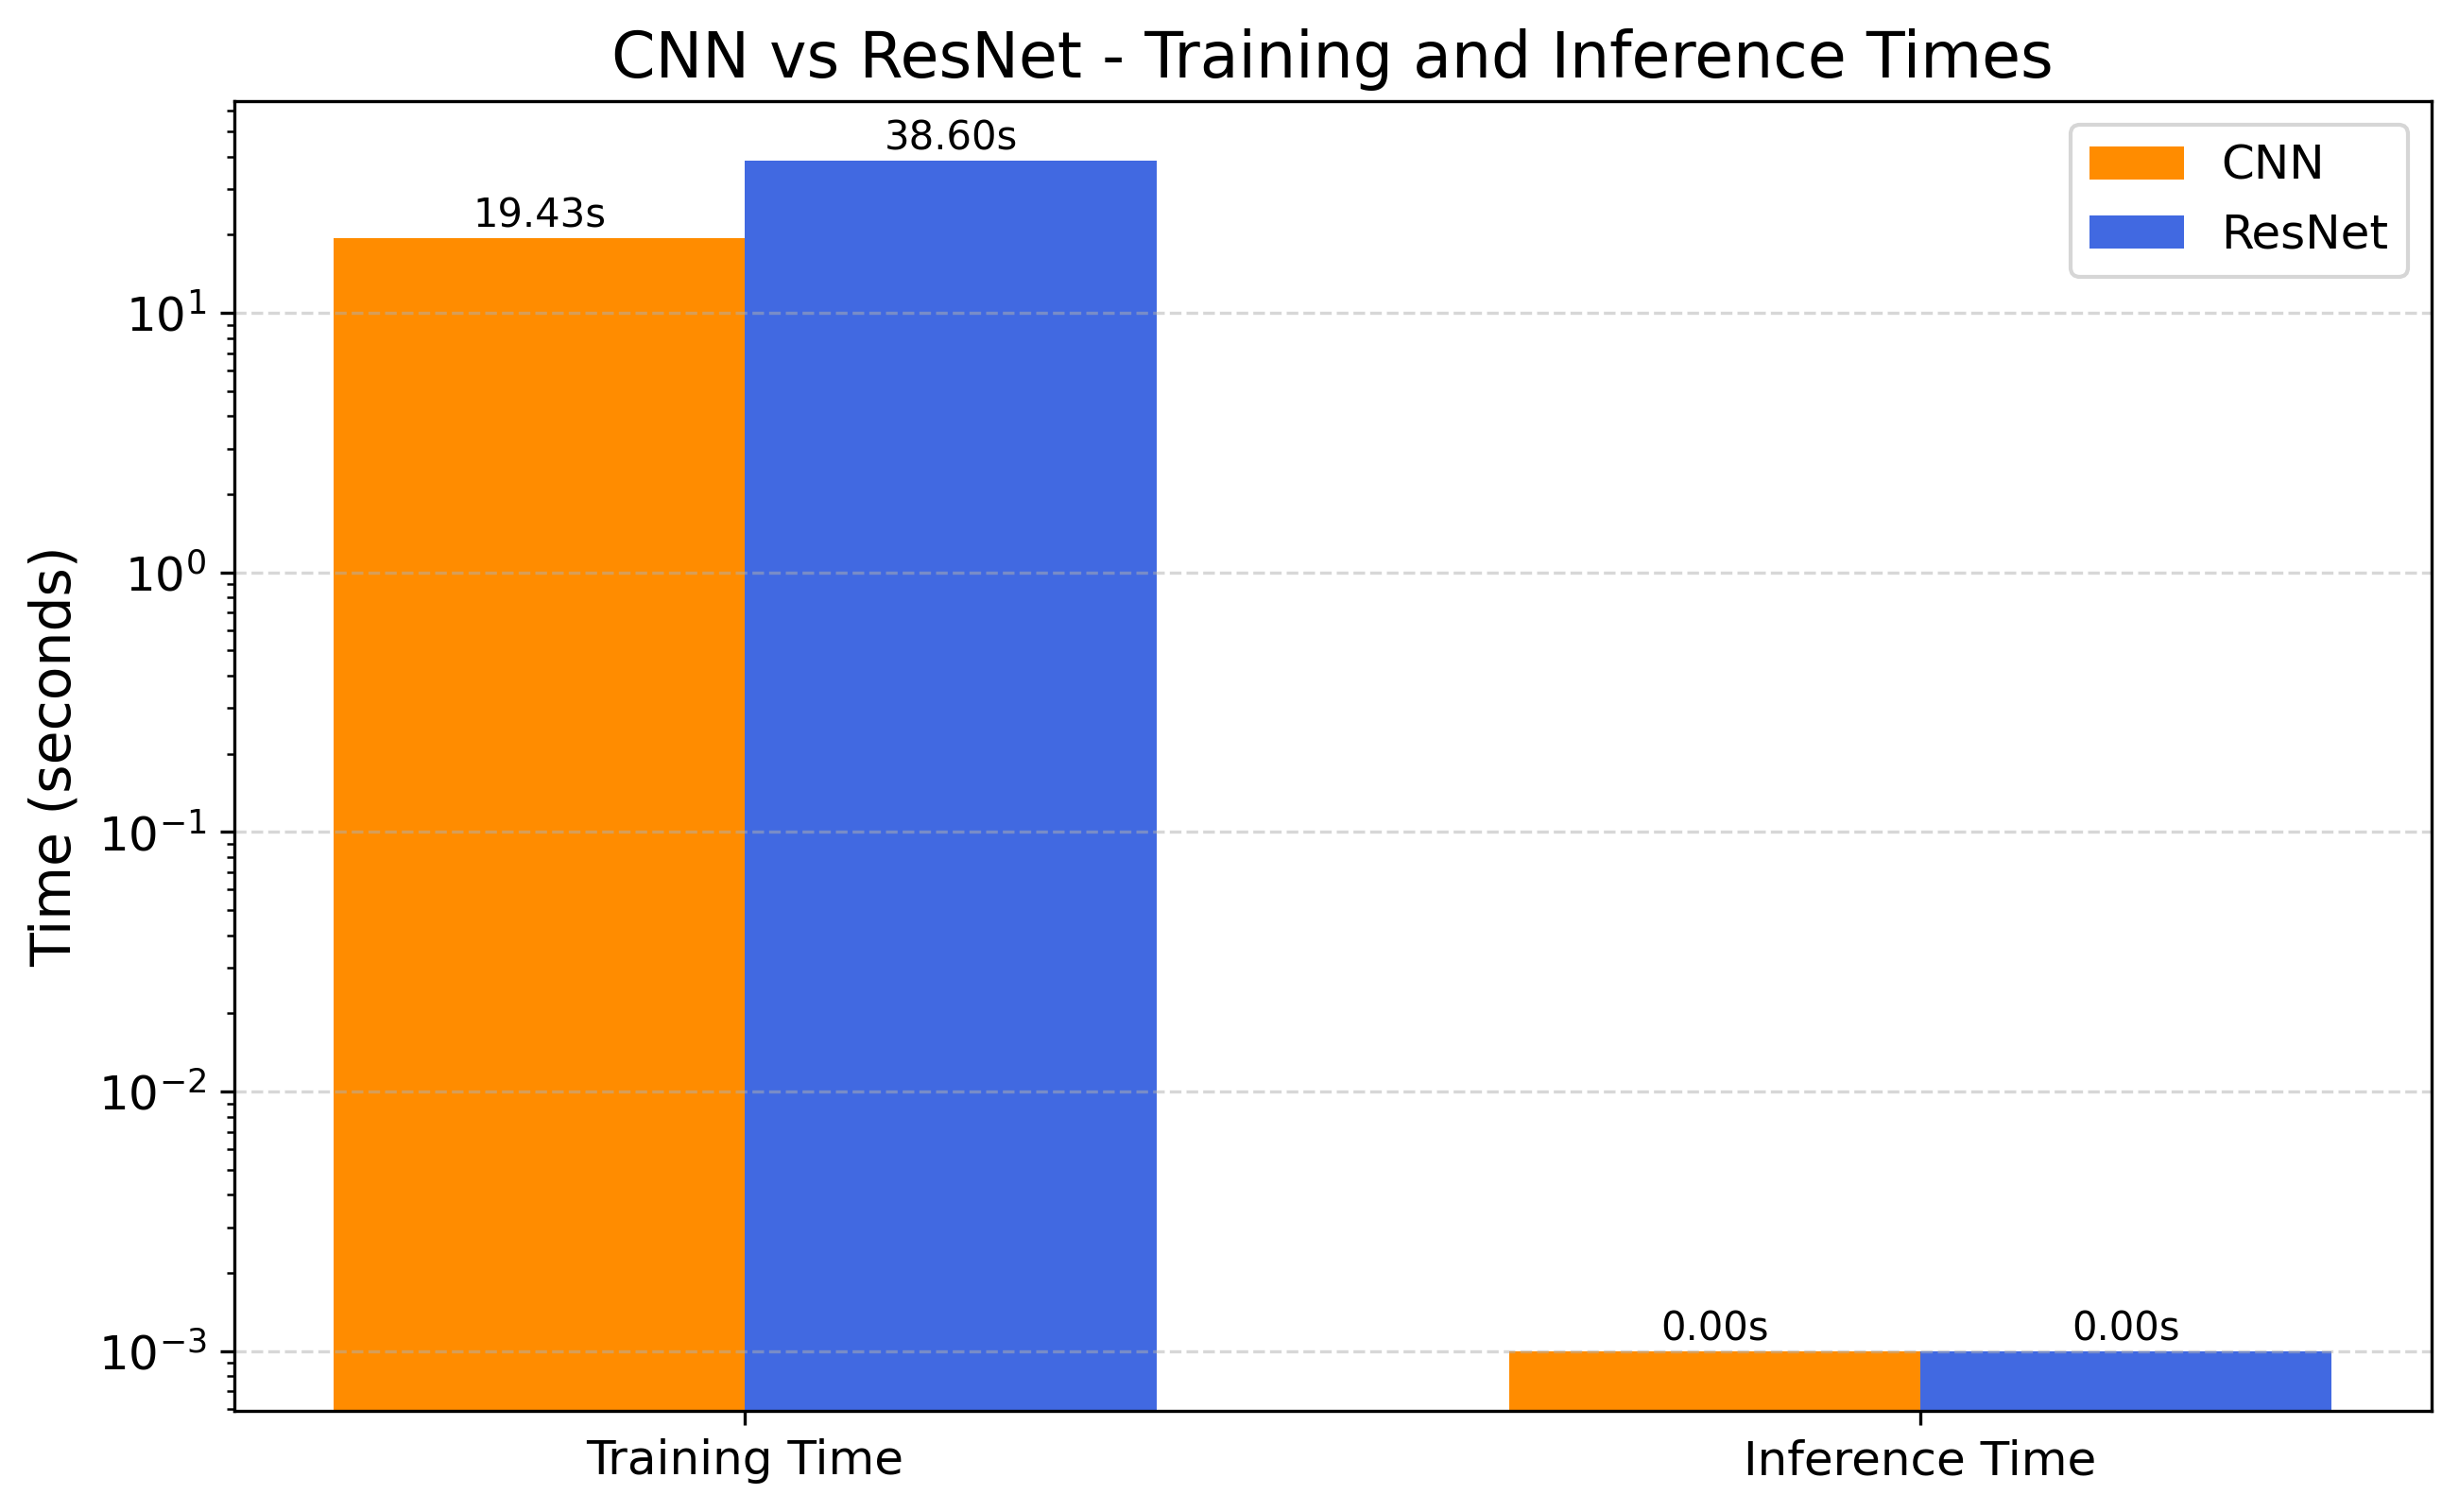 CNN vs ResNet - Training and Inference Times
CNN
ResNet
38.60s
19.43s
10¹
10⁰
10⁻¹
10⁻²
10⁻³
Time (seconds)
0.00s 0.00s
Training Time Inference Time